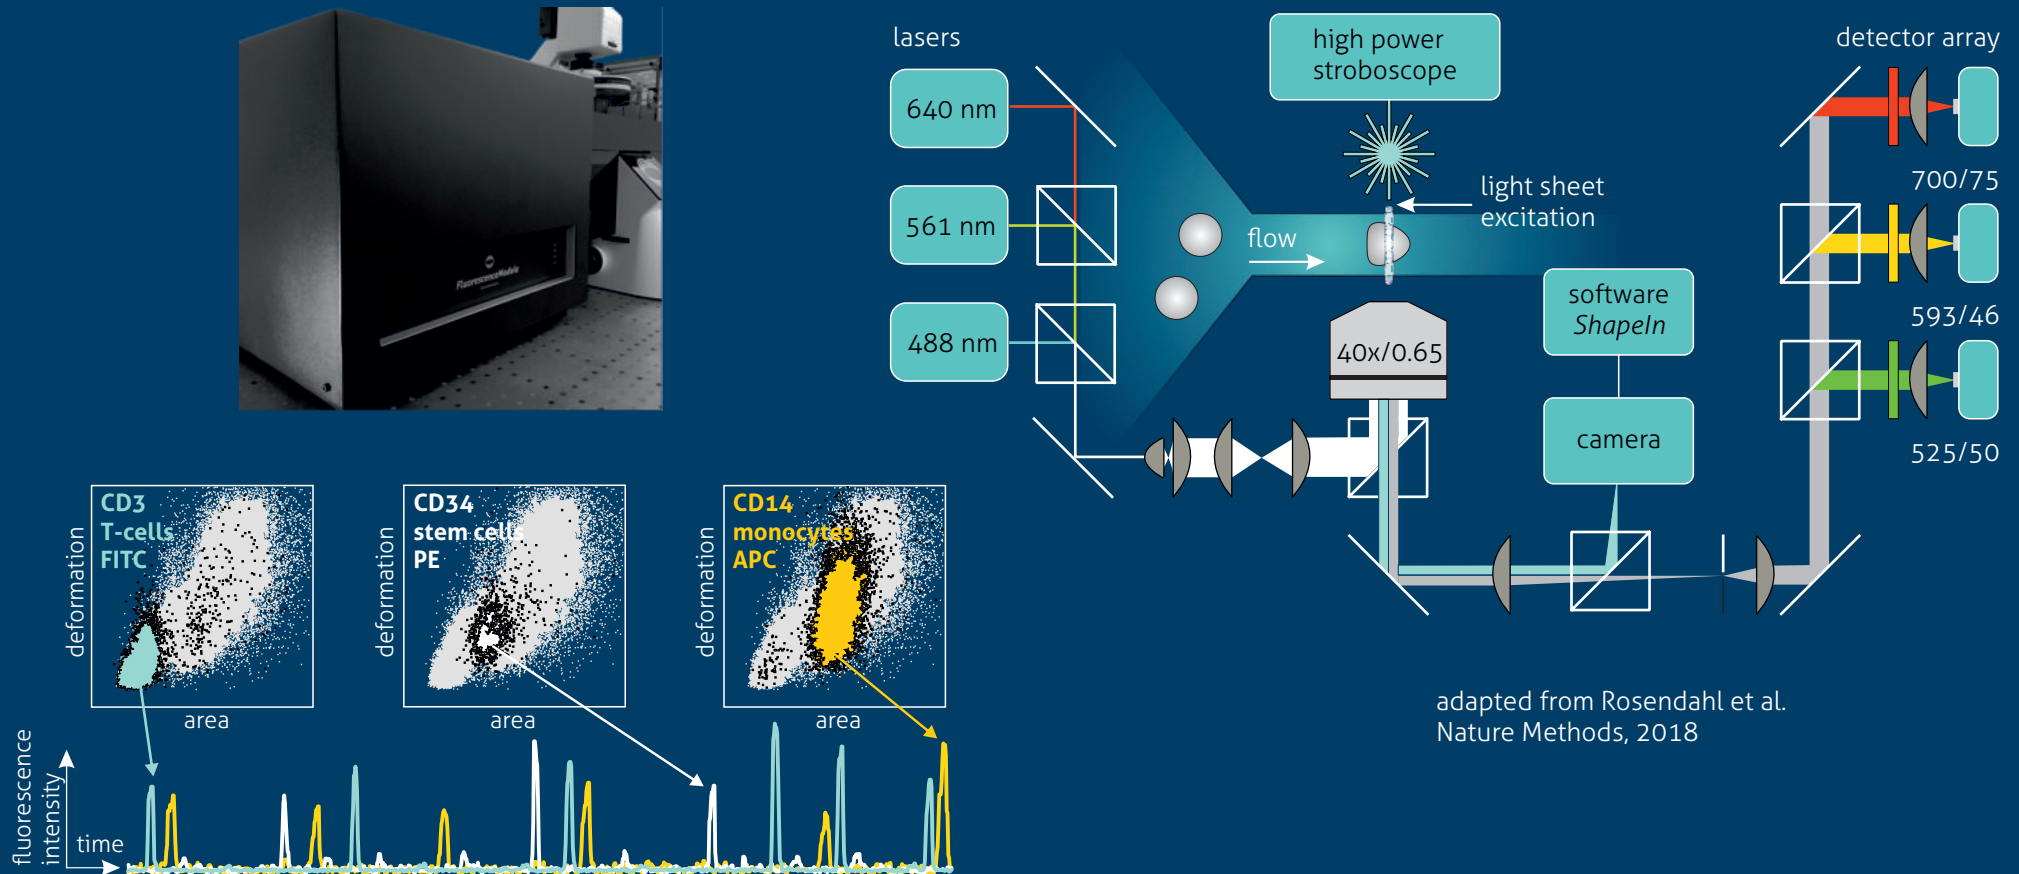 lasers
640 nm
561 nm
488 nm
high power
stroboscope
light sheet
excitation
flow
40x/0.65
software
ShapeIn
camera
detector array
700/75
593/46
525/50
FluorescenceModule
CD3
T-cells
FITC
deformation
area
CD34
stem cells
PE
deformation
area
CD14
monocytes
APC
deformation
area
fluorescence
intensity
time
adapted from Rosendahl et al.
Nature Methods, 2018